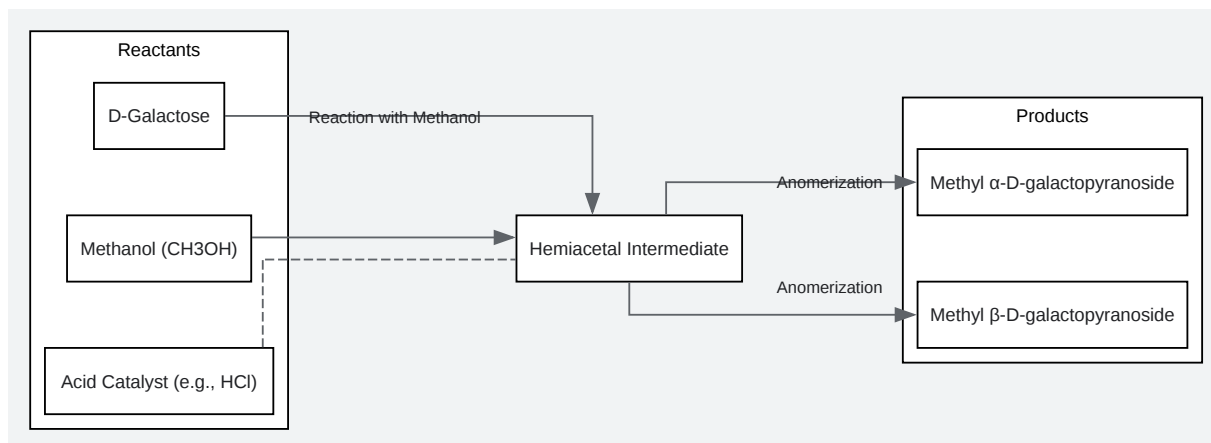 Reactants
D-Galactose
Reaction with Methanol
Methanol (CH3OH)
Acid Catalyst (e.g., HCl)
Hemiacetal Intermediate
Anomerization
Anomerization
Products
Methyl α-D-galactopyranoside
Methyl β-D-galactopyranoside